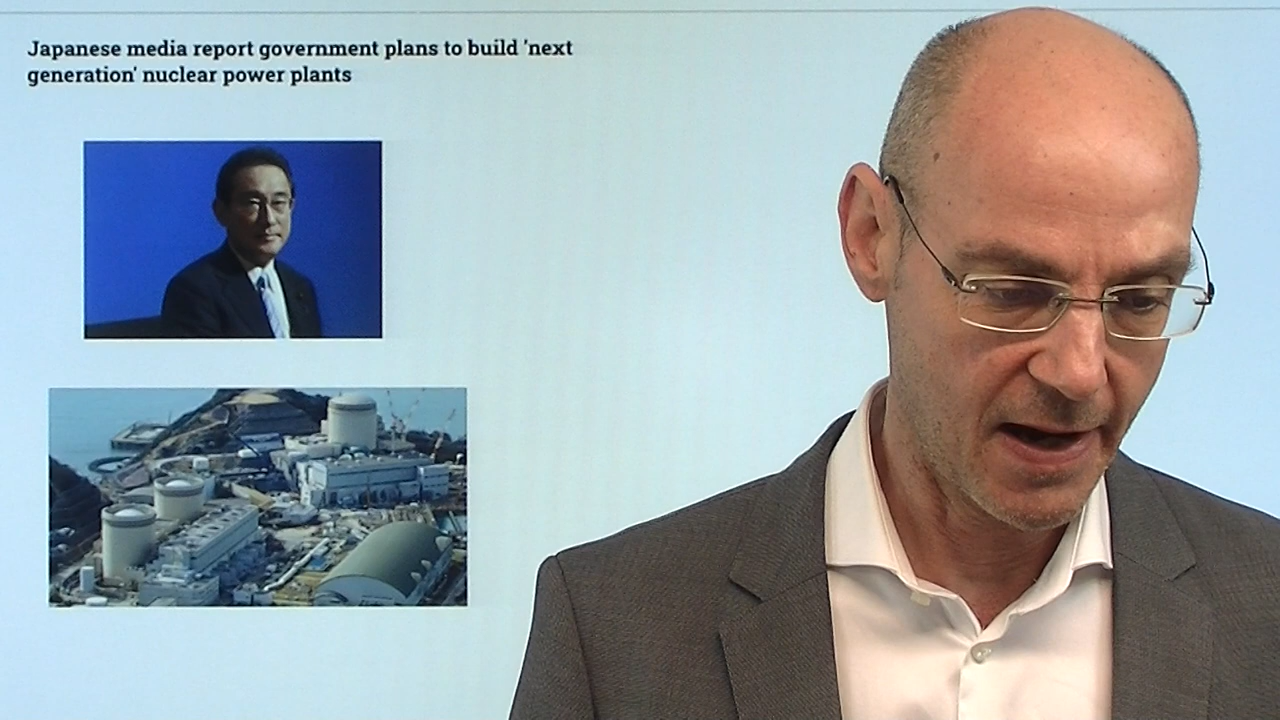 Japanese media report government plans to build 'next
generation' nuclear power plants